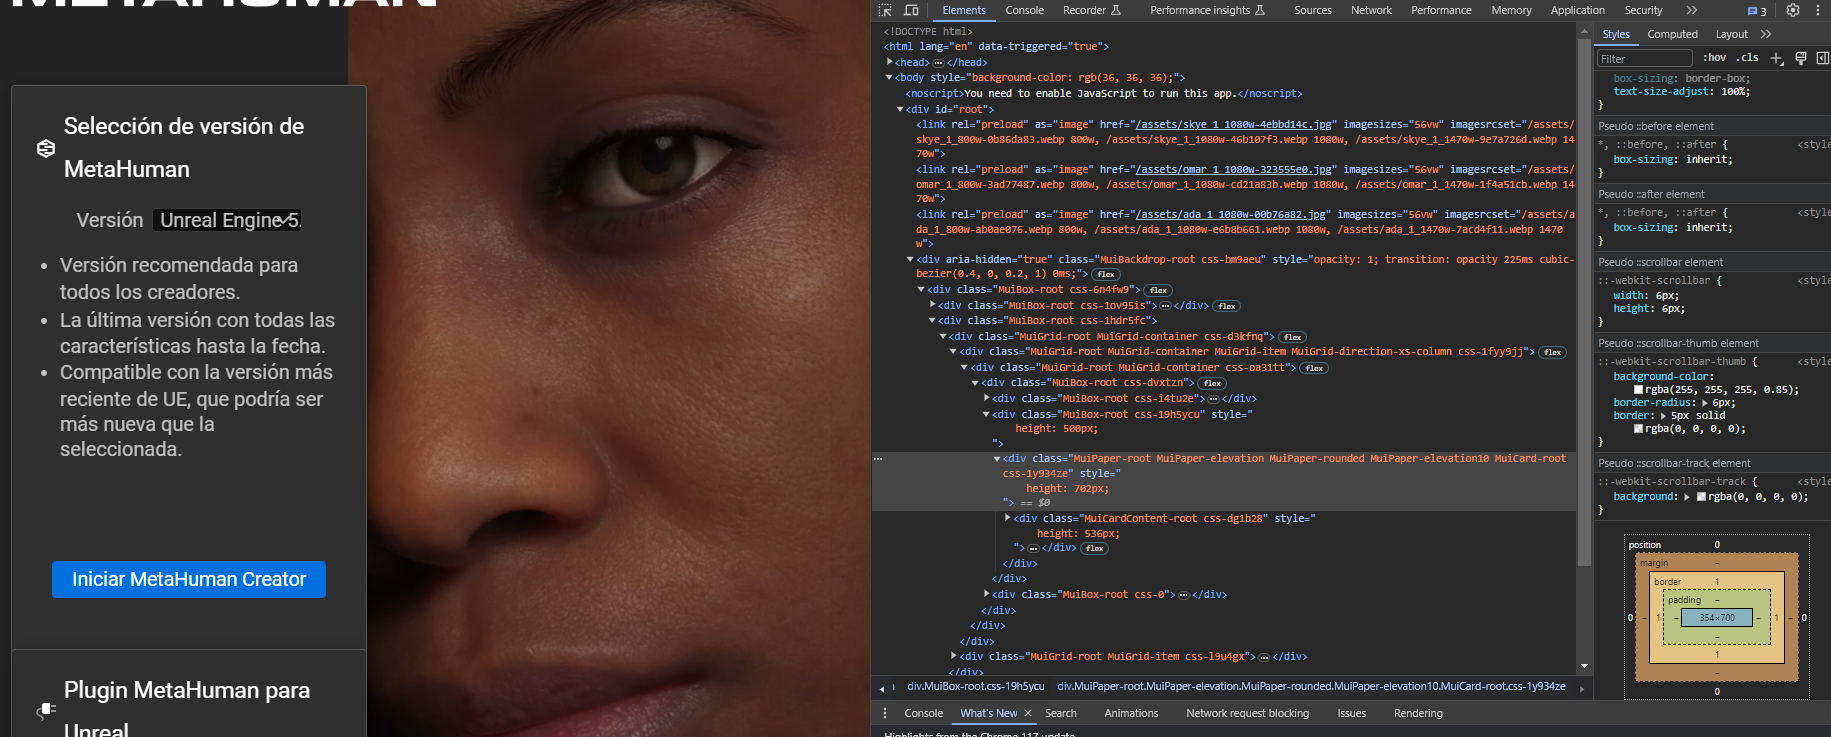 METAHUMAN
Selección de versión de
MetaHuman
Versión Unreal Engine 5.
• Versión recomendada para
todos los creadores.
• La última versión con todas las
características hasta la fecha.
• Compatible con la versión más
reciente de UE, que podría ser
más nueva que la
seleccionada.
Iniciar MetaHuman Creator
Plugin MetaHuman para
Unreal
Elements Console Recorder Performance insights Sources Network Performance Memory Application Security 3
<!DOCTYPE html>
<html lang="en" data-triggered="true">
<head>…</head>
<body style="background-color: rgb(36, 36, 36);">
<noscript>You need to enable JavaScript to run this app.</noscript>
<div id="root">
<link rel="preload" as="image" href="/assets/skye_1_1080w-4ebbd14c.jpg" imagesizes="56vw" imagesrcset="/assets/
skye_1_800w-0b86da83.webp 800w, /assets/skye_1_1080w-46b107f3.webp 1080w, /assets/skye_1_1470w-9e7a726d.webp 14
70w">
<link rel="preload" as="image" href="/assets/omar_1_1080w-323555e0.jpg" imagesizes="56vw" imagesrcset="/assets/
omar_1_800w-3ad77487.webp 800w, /assets/omar_1_1080w-cd21a83b.webp 1080w, /assets/omar_1_1470w-1f4a51cb.webp 14
70w">
<link rel="preload" as="image" href="/assets/ada_1_1080w-00b76a82.jpg" imagesizes="56vw" imagesrcset="/assets/a
da_1_800w-ab0ae076.webp 800w, /assets/ada_1_1080w-e6b8b661.webp 1080w, /assets/ada_1_1470w-7acd4f11.webp 1470
w">
<div aria-hidden="true" class="MuiBackdrop-root css-bm9aeu" style="opacity: 1; transition: opacity 225ms cubic-
bezier(0.4, 0, 0.2, 1) 0ms;"> flex
<div class="MuiBox-root css-6n4fw9"> flex
<div class="MuiBox-root css-1ov95is">…</div> flex
<div class="MuiBox-root css-1hdr5fc">
<div class="MuiGrid-root MuiGrid-container css-d3kfnq"> flex
<div class="MuiGrid-root MuiGrid-container MuiGrid-item MuiGrid-direction-xs-column css-1fyy9jj"> flex
<div class="MuiGrid-root MuiGrid-container css-oa31tt"> flex
<div class="MuiBox-root css-dvxtzn"> flex
<div class="MuiBox-root css-i4tu2e">…</div>
<div class="MuiBox-root css-19h5ycu" style="
height: 500px;
">
… <div class="MuiPaper-root MuiPaper-elevation MuiPaper-rounded MuiPaper-elevation10 MuiCard-root
css-1y934ze" style="
height: 702px;
"> == $0
<div class="MuiCardContent-root css-dg1b28" style="
height: 536px;
">…</div> flex
</div>
</div>
<div class="MuiBox-root css-0">…</div>
</div>
</div>
</div>
<div class="MuiGrid-root MuiGrid-item css-l9u4gx">…</div>
</div>
div.MuiBox-root.css-19h5ycu div.MuiPaper-root.MuiPaper-elevation.MuiPaper-rounded.MuiPaper-elevation10.MuiCard-root.css-1y934ze
Console What's New Search Animations Network request blocking Issues Rendering
Highlights from the Chrome 117 update
Styles Computed Layout
Filter :hov .cls
box-sizing: border-box;
text-size-adjust: 100%;
}
Pseudo ::before element
*, ::before, ::after { <style
box-sizing: inherit;
}
Pseudo ::after element
*, ::before, ::after { <style
box-sizing: inherit;
}
Pseudo ::scrollbar element
::-webkit-scrollbar { <style
width: 6px;
height: 6px;
}
Pseudo ::scrollbar-thumb element
::-webkit-scrollbar-thumb { <style
background-color:
rgba(255, 255, 255, 0.85);
border-radius: 6px;
border: 5px solid
rgba(0, 0, 0, 0);
}
Pseudo ::scrollbar-track element
::-webkit-scrollbar-track { <style
background: rgba(0, 0, 0, 0);
}
position 0
margin –
border 1
padding –
0 – 1 – 354×700 – 1 – 0
–
1
–
0